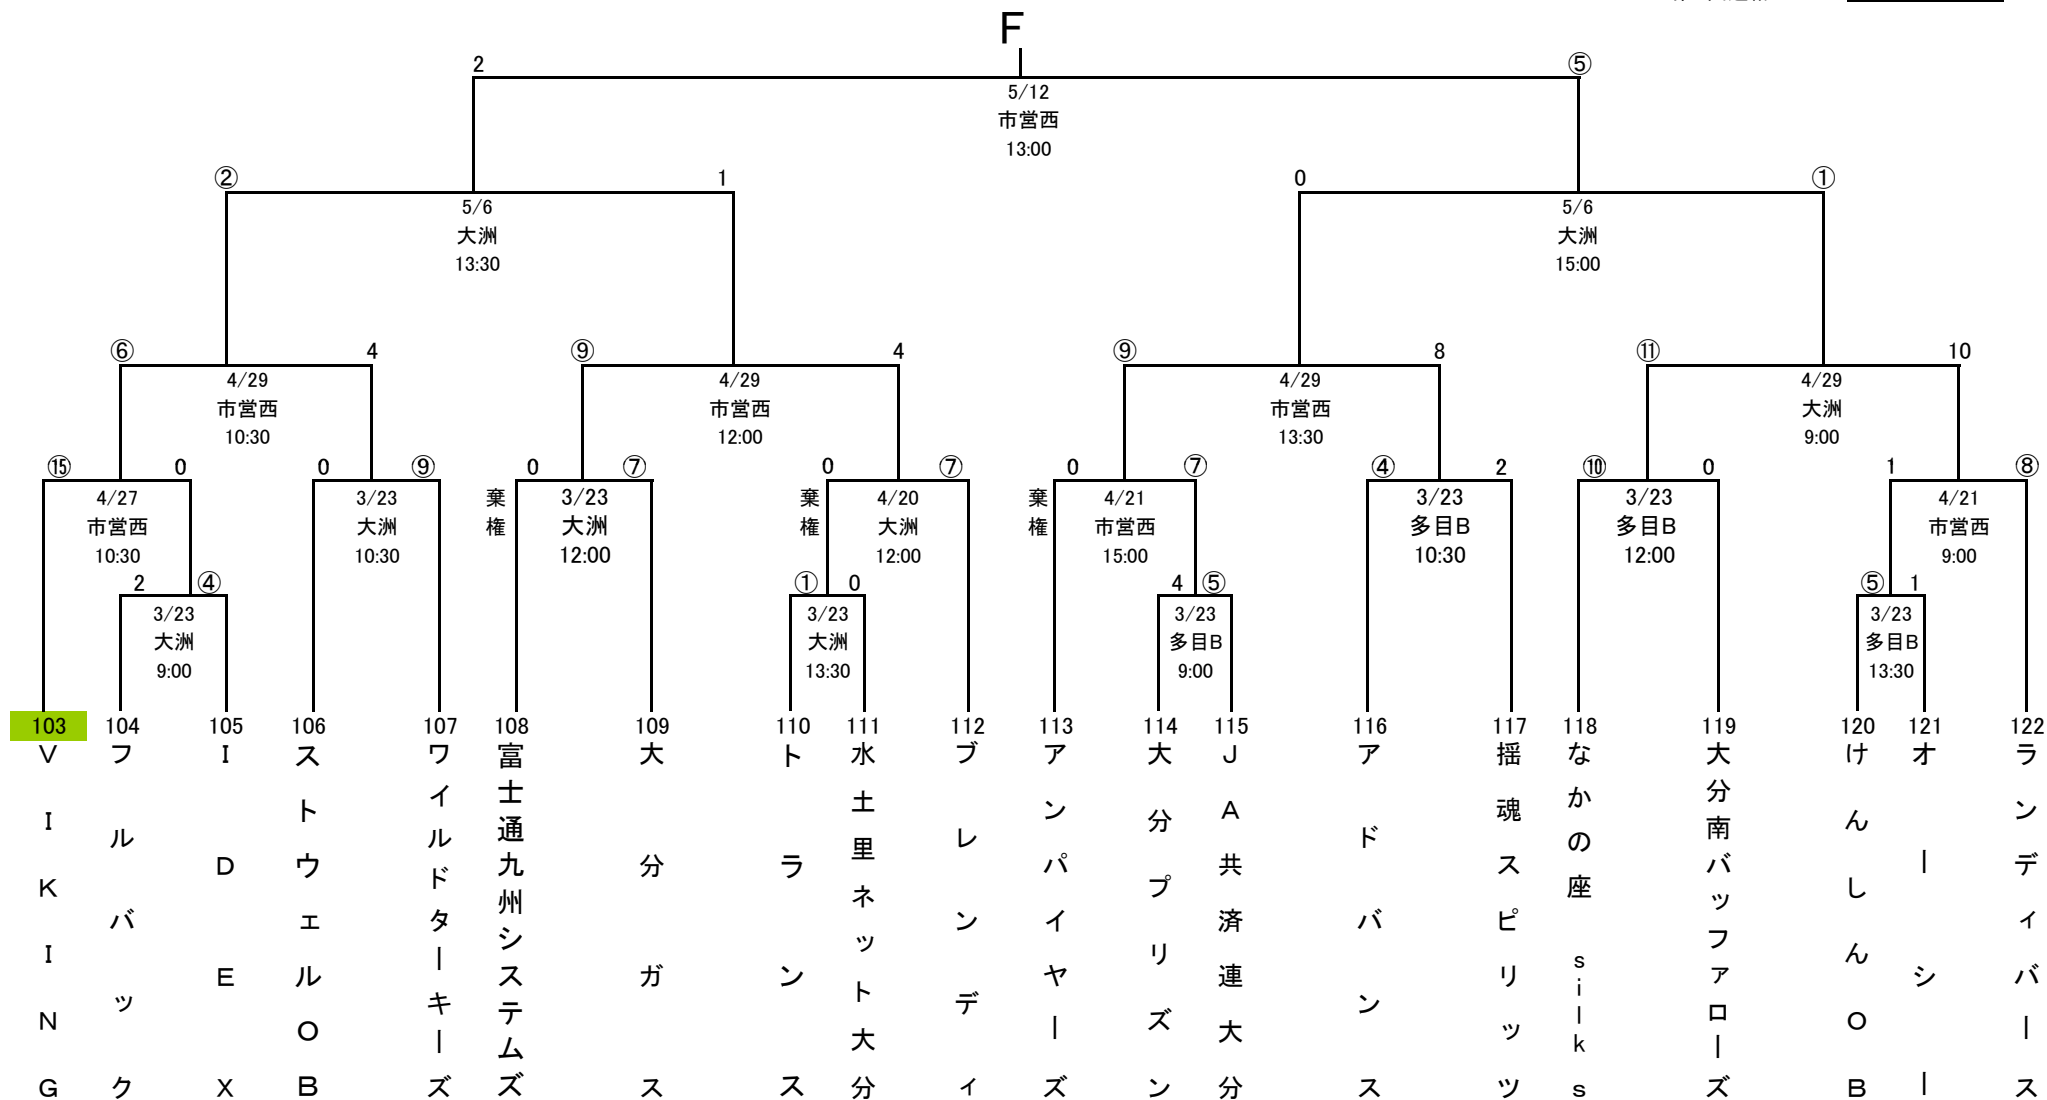 F
2 ⑤
5/12
市営西
13:00
② 1 0 ①
5/6
大洲
13:30
5/6
大洲
15:00
⑥ 4 ⑨ 4 ⑨ 8 ⑪ 10
4/29
市営西
10:30
4/29
市営西
12:00
4/29
市営西
13:30
4/29
大洲
9:00
⑮ 0 0 ⑨ 0 ⑦ 0 ⑦ 0 ⑦ ④ 2 ⑩ 0 1 ⑧
4/27
市営西
10:30
3/23
大洲
10:30
棄権
3/23
大洲
12:00
棄権
4/20
大洲
12:00
棄権
4/21
市営西
15:00
3/23
多目B
10:30
3/23
多目B
12:00
4/21
市営西
9:00
2 ④ ① 0 4 ⑤ ⑤ 1
3/23
大洲
9:00
3/23
大洲
13:30
3/23
多目B
9:00
3/23
多目B
13:30
103 VIKING
104 フルバック
105 IDEX
106 ストウェルOB
107 ワイルドターキーズ
108 富士通九州システムズ
109 大分ガス
110 トランス
111 水土里ネット大分
112 ブレンディ
113 アンパイヤーズ
114 大分プリズン
115 JA共済連大分
116 アドバンス
117 揺魂スピリッツ
118 なかの座 silks
119 大分南バッファローズ
120 けんしんOB
121 オーシー
122 ランディバース